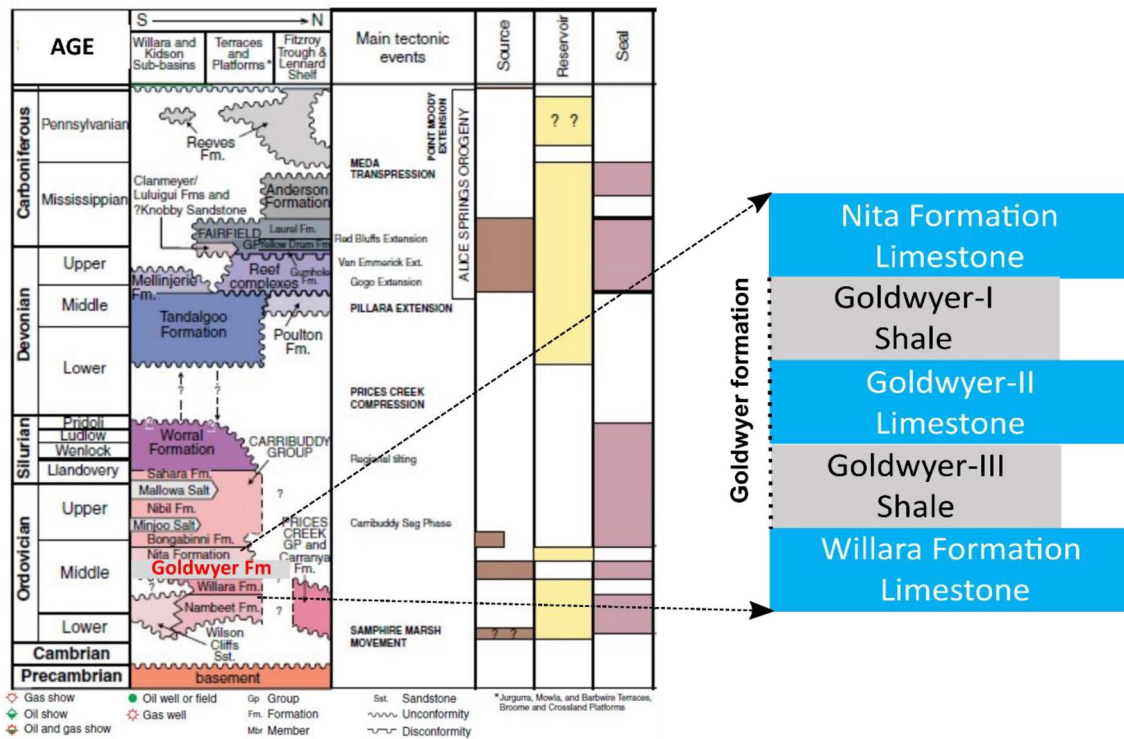 S N
AGE
Willara and
Kidson
Sub-basins
Terraces
and
Platforms*
Fitzroy
Trough &
Lennard
Shelf
Main tectonic
events
Source
Reservoir
Seal
Carboniferous
Pennsylvanian
Mississippian
Reeves
Fm.
Clanmeyer/
Luluigui Fms and
?Knobby Sandstone
Anderson
Formation
FAIRFIELD
GP
Laurel Fm.
Yellow Drum Fm
Gumhole
Fm.
POINT MOODY
EXTENSION
ALICE SPRINGS OROGENY
MEDA
TRANSPRESSION
Red Bluffs Extension
Van Emmerick Ext.
Gogo Extension
PILLARA EXTENSION
? ?
Devonian
Upper
Middle
Lower
Mellinjerie
Fm.
Reef
complexes
Tandalgoo
Formation
Poulton
Fm.
? ?
PRICES CREEK
COMPRESSION
Silurian
Pridoli
Ludlow
Wenlock
Llandovery
? ?
Worral
Formation
CARRIBUDDY
GROUP
Regional tilting
Ordovician
Upper
Middle
Lower
Sahara Fm.
Mallowa Salt
Nibil Fm.
Minjoo Salt
Bongabinni Fm.
Nita Formation
Goldwyer Fm
Willara Fm.
Nambeet Fm.
Wilson
Cliffs
Sst.
?
PRICES
CREEK
GP and
Carranya
Fm.
?
?
?
Carribuddy Sag Phase
SAMPHIRE MARSH
MOVEMENT
? ?
Cambrian
Precambrian
basement
Gas show
Oil show
Oil and gas show
Oil well or field
Gas well
Gp Group
Fm. Formation
Mbr Member
Sst. Sandstone
Unconformity
Disconformity
*Jurgurra, Mowla, and Barbwire Terraces,
Broome and Crossland Platforms
Goldwyer formation
Nita Formation
Limestone
Goldwyer-I
Shale
Goldwyer-II
Limestone
Goldwyer-III
Shale
Willara Formation
Limestone